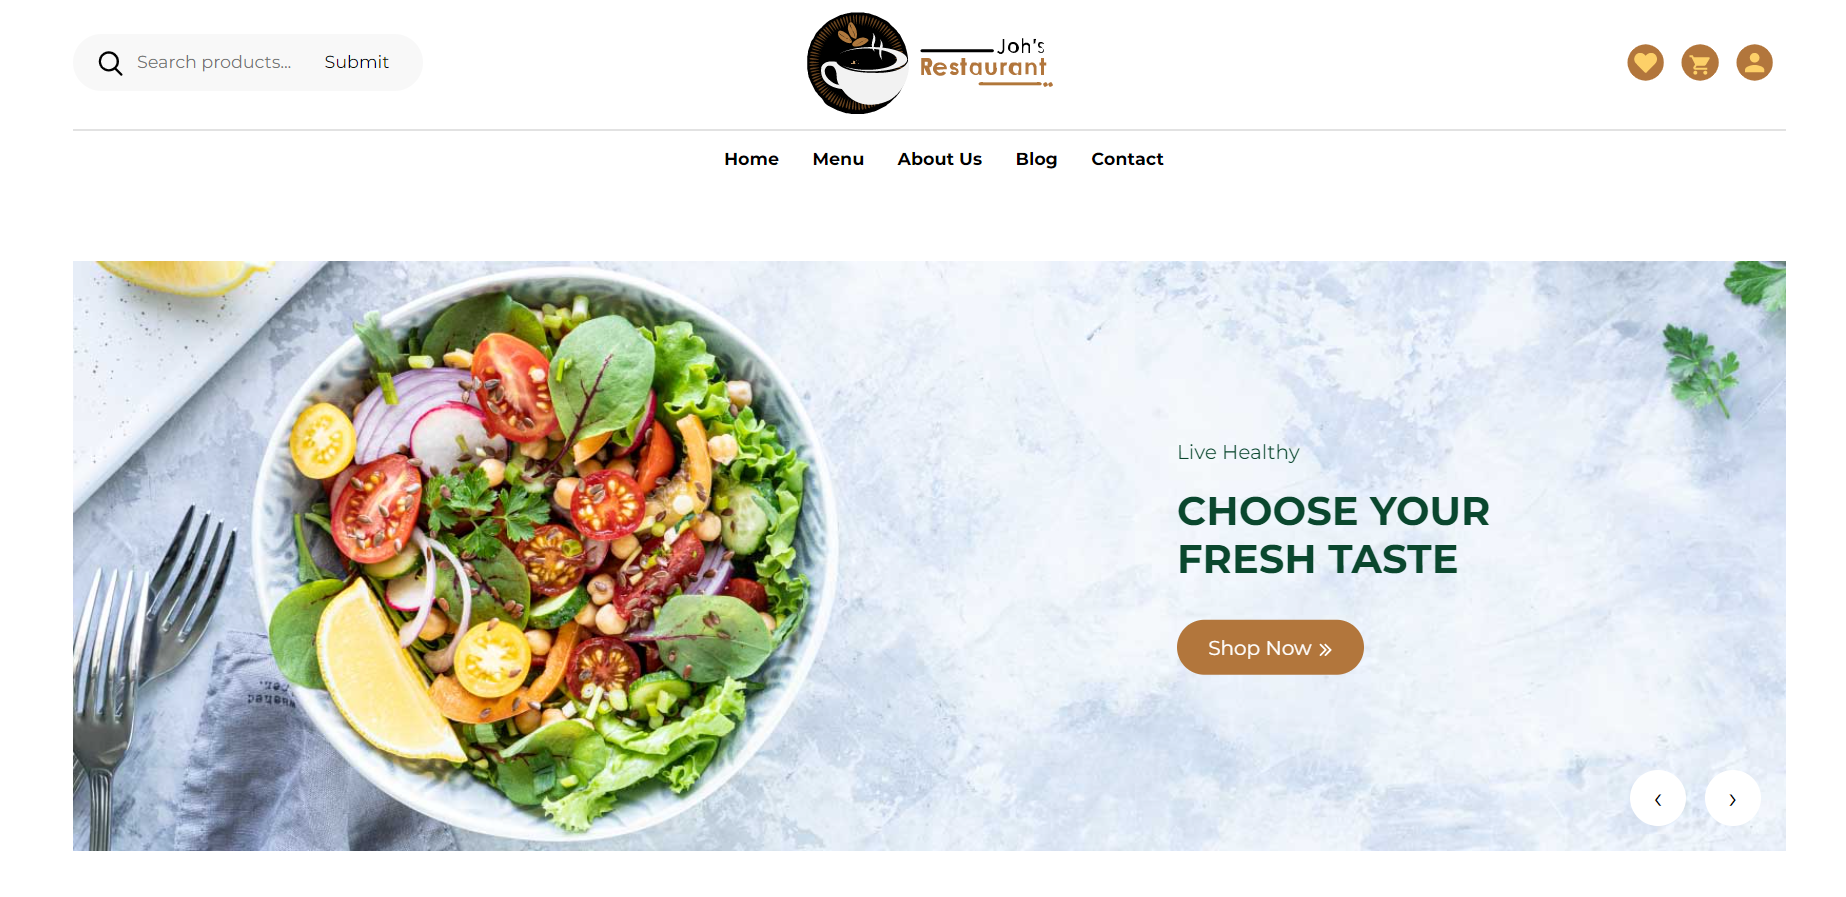 Search products...
Submit
Joh's
Restaurant
Home
Menu
About Us
Blog
Contact
Live Healthy
CHOOSE YOUR
FRESH TASTE
Shop Now »
‹
›